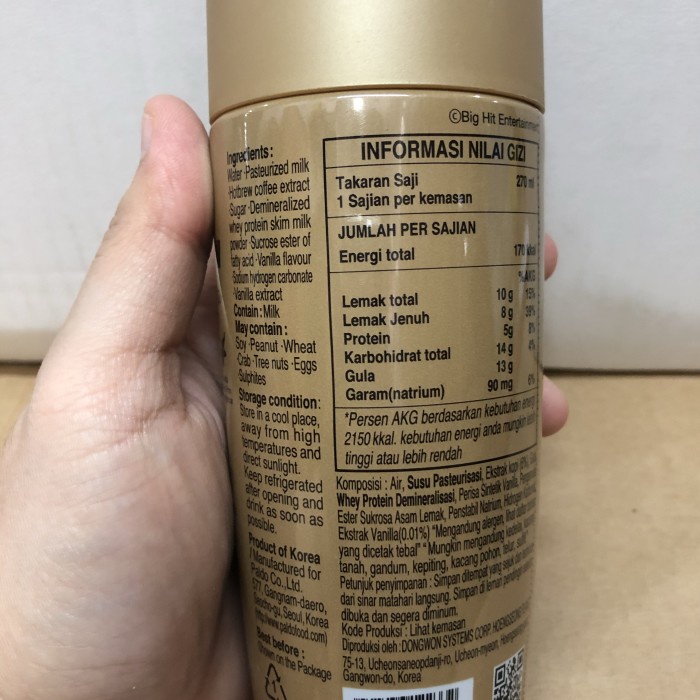 ©Big Hit Entertainment
Ingredients:
Water·Pasteurized milk
·Hotbrew coffee extract
·Sugar·Demineralized
whey protein skim milk
powder·Sucrose ester of
fatty acid·Vanilla flavour
·Sodium hydrogen carbonate
·Vanilla extract
Contain:Milk
May contain:
Soy·Peanut·Wheat
·Crab·Tree nuts·Eggs
·Sulphites
Storage condition:
Store in a cool place,
away from high
temperatures and
direct sunlight.
Keep refrigerated
after opening and
drink as soon as
possible.
Product of Korea
/ Manufactured for
Paldo Co.,Ltd.
577, Gangnam-daero,
Seocho-gu, Seoul, Korea
(http://www.paldofood.com)
Best before:
Shown on the Package
INFORMASI NILAI GIZI
Takaran Saji 270 ml
1 Sajian per kemasan
JUMLAH PER SAJIAN
Energi total 170 kkal
%AKG
Lemak total 10 g 15%
Lemak Jenuh 8 g
Protein 5g 8%
Karbohidrat total 14 g 4%
Gula 13 g
Garam(natrium) 90 mg 6%
*Persen AKG berdasarkan kebutuhan energi
2150 kkal. kebutuhan energi anda mungkin lebih
tinggi atau lebih rendah
Komposisi : Air, Susu Pasteurisasi, Ekstrak kopi
Whey Protein Demineralisasi, Perisa Sintetik Vanila,
Ester Sukrosa Asam Lemak, Penstabil Natrium, Hidrogen
Ekstrak Vanilla(0.01%) "Mengandung alergen, lihat
yang dicetak tebal" "Mungkin mengandung kedelai,
tanah, gandum, kepiting, kacang pohon, telur,
Petunjuk penyimpanan : Simpan ditempat yang sejuk
dari sinar matahari langsung. Simpan di lemari pendingin
dibuka dan segera diminum.
Kode Produksi : Lihat kemasan
Diproduksi oleh : DONGWON SYSTEMS CORP. HOENGSEONG
75-13, Ucheonsaneopdanji-ro, Ucheon-myeon,
Gangwon-do, Korea